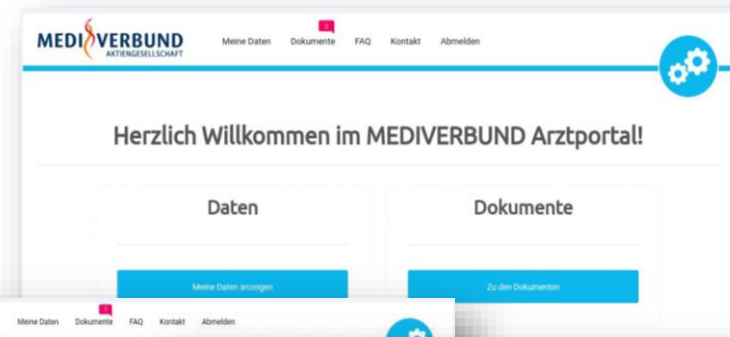 MEDIVERBUND
AKTIENGESELLSCHAFT
Meine Daten Dokumente FAQ Kontakt Abmelden
Herzlich Willkommen im MEDIVERBUND Arztportal!
Daten
Dokumente
Meine Daten anzeigen
Zu den Dokumenten
Meine Daten Dokumente FAQ Kontakt Abmelden